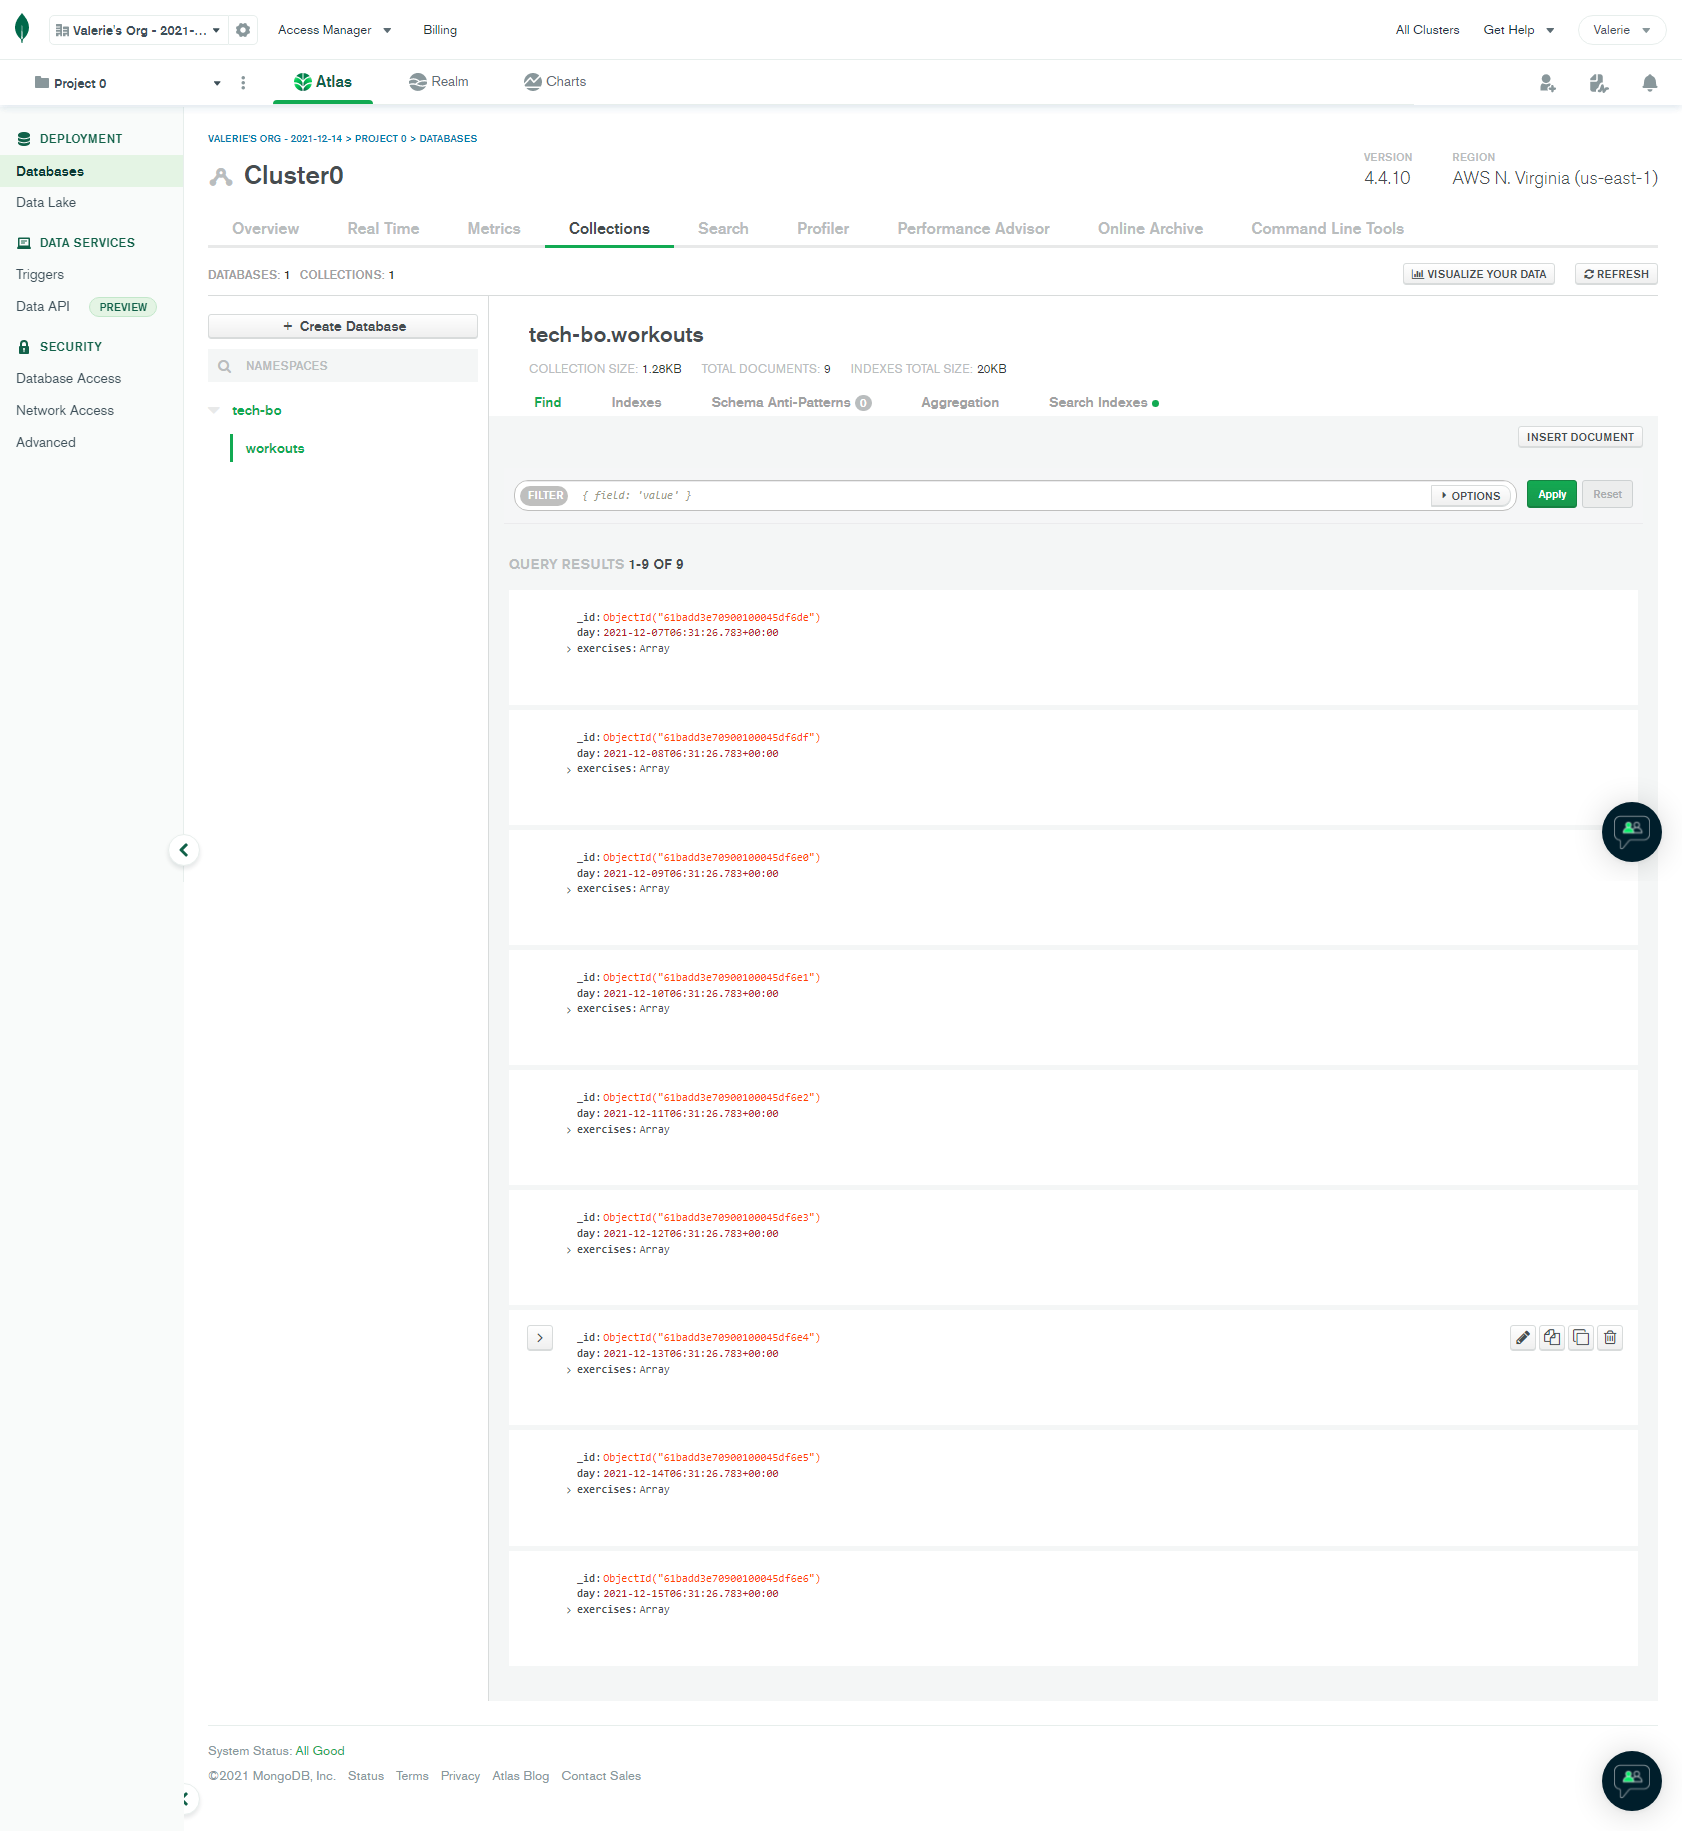 Valerie's Org - 2021-...
Access Manager
Billing
All Clusters
Get Help
Valerie
Project 0
Atlas
Realm
Charts
DEPLOYMENT
Databases
Data Lake
DATA SERVICES
Triggers
Data API PREVIEW
SECURITY
Database Access
Network Access
Advanced
VALERIE'S ORG - 2021-12-14 > PROJECT 0 > DATABASES
Cluster0
VERSION
4.4.10
REGION
AWS N. Virginia (us-east-1)
Overview
Real Time
Metrics
Collections
Search
Profiler
Performance Advisor
Online Archive
Command Line Tools
DATABASES: 1 COLLECTIONS: 1
VISUALIZE YOUR DATA
REFRESH
+ Create Database
NAMESPACES
tech-bo
workouts
tech-bo.workouts
COLLECTION SIZE: 1.28KB TOTAL DOCUMENTS: 9 INDEXES TOTAL SIZE: 20KB
Find
Indexes
Schema Anti-Patterns 0
Aggregation
Search Indexes
INSERT DOCUMENT
FILTER { field: 'value' }
OPTIONS
Apply
Reset
QUERY RESULTS 1-9 OF 9
_id: ObjectId("61badd3e70900100045df6de")
day: 2021-12-07T06:31:26.783+00:00
exercises: Array
_id: ObjectId("61badd3e70900100045df6df")
day: 2021-12-08T06:31:26.783+00:00
exercises: Array
_id: ObjectId("61badd3e70900100045df6e0")
day: 2021-12-09T06:31:26.783+00:00
exercises: Array
_id: ObjectId("61badd3e70900100045df6e1")
day: 2021-12-10T06:31:26.783+00:00
exercises: Array
_id: ObjectId("61badd3e70900100045df6e2")
day: 2021-12-11T06:31:26.783+00:00
exercises: Array
_id: ObjectId("61badd3e70900100045df6e3")
day: 2021-12-12T06:31:26.783+00:00
exercises: Array
_id: ObjectId("61badd3e70900100045df6e4")
day: 2021-12-13T06:31:26.783+00:00
exercises: Array
_id: ObjectId("61badd3e70900100045df6e5")
day: 2021-12-14T06:31:26.783+00:00
exercises: Array
_id: ObjectId("61badd3e70900100045df6e6")
day: 2021-12-15T06:31:26.783+00:00
exercises: Array
System Status: All Good
©2021 MongoDB, Inc. Status Terms Privacy Atlas Blog Contact Sales